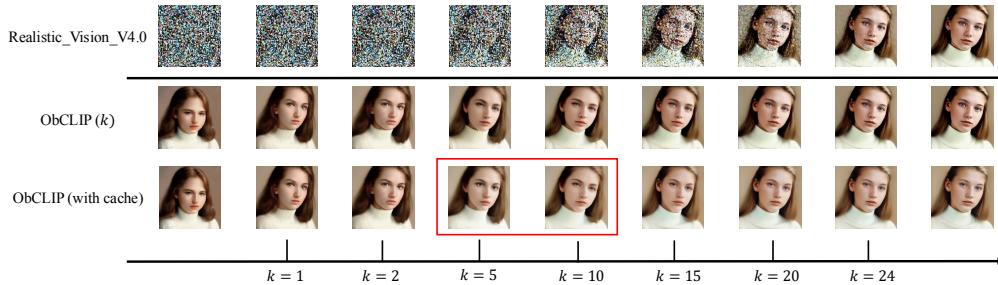 Realistic_Vision_V4.0
ObCLIP (k)
ObCLIP (with cache)
k = 1 k = 2 k = 5 k = 10 k = 15 k = 20 k = 24